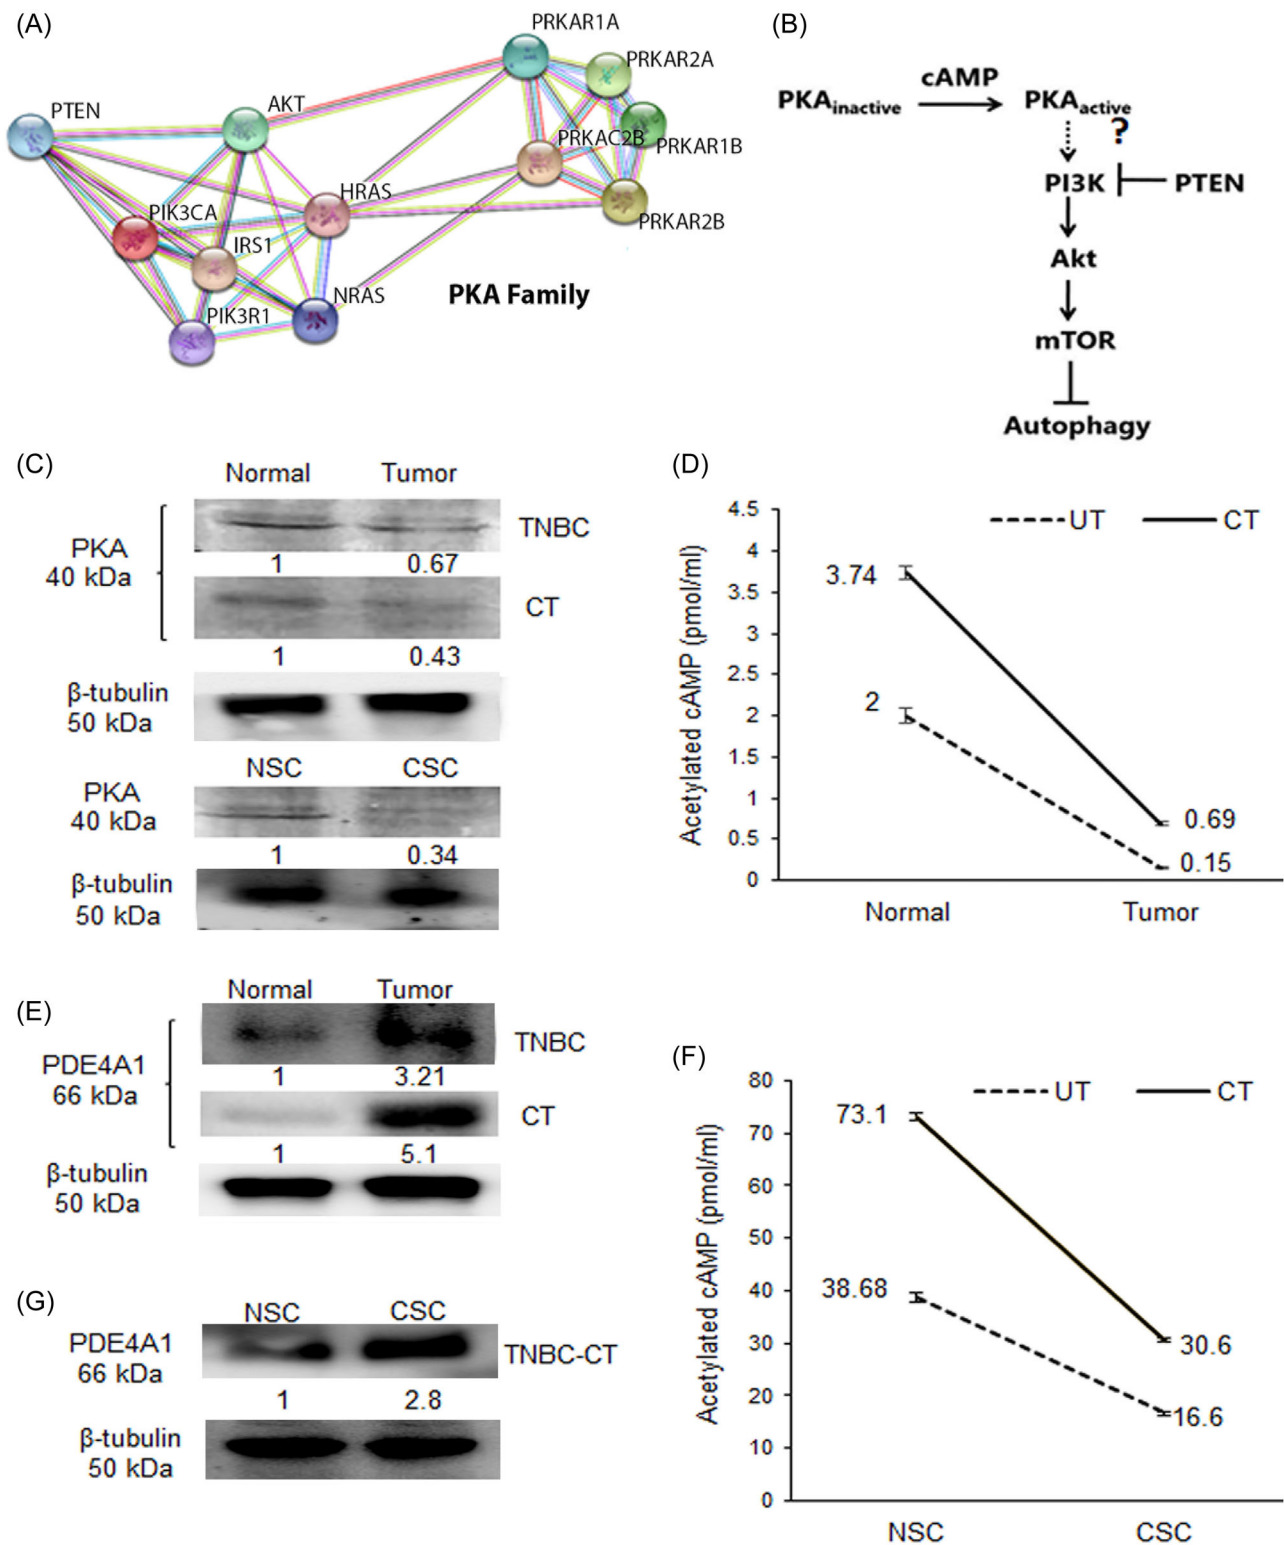 (A)
PRKAR1A
PRKAR2A
PTEN
AKT
PRKAC2B
PRKAR1B
HRAS
PIK3CA
IRS1
PRKAR2B
NRAS
PIK3R1
PKA Family
(B)
PKAinactive cAMP PKAactive
?
PI3K PTEN
Akt
mTOR
Autophagy
(C)
Normal Tumor
PKA
40 kDa
TNBC
1 0.67
CT
1 0.43
β-tubulin
50 kDa
NSC CSC
PKA
40 kDa
1 0.34
β-tubulin
50 kDa
(D)
UT CT
Acetylated cAMP (pmol/ml)
4.5
4
3.5
3
2.5
2
1.5
1
0.5
0
3.74
2
0.69
0.15
Normal Tumor
(E)
Normal Tumor
PDE4A1
66 kDa
TNBC
1 3.21
CT
1 5.1
β-tubulin
50 kDa
(F)
UT CT
Acetylated cAMP (pmol/ml)
80
70
60
50
40
30
20
10
0
73.1
38.68
30.6
16.6
NSC CSC
(G)
NSC CSC
PDE4A1
66 kDa
TNBC-CT
1 2.8
β-tubulin
50 kDa